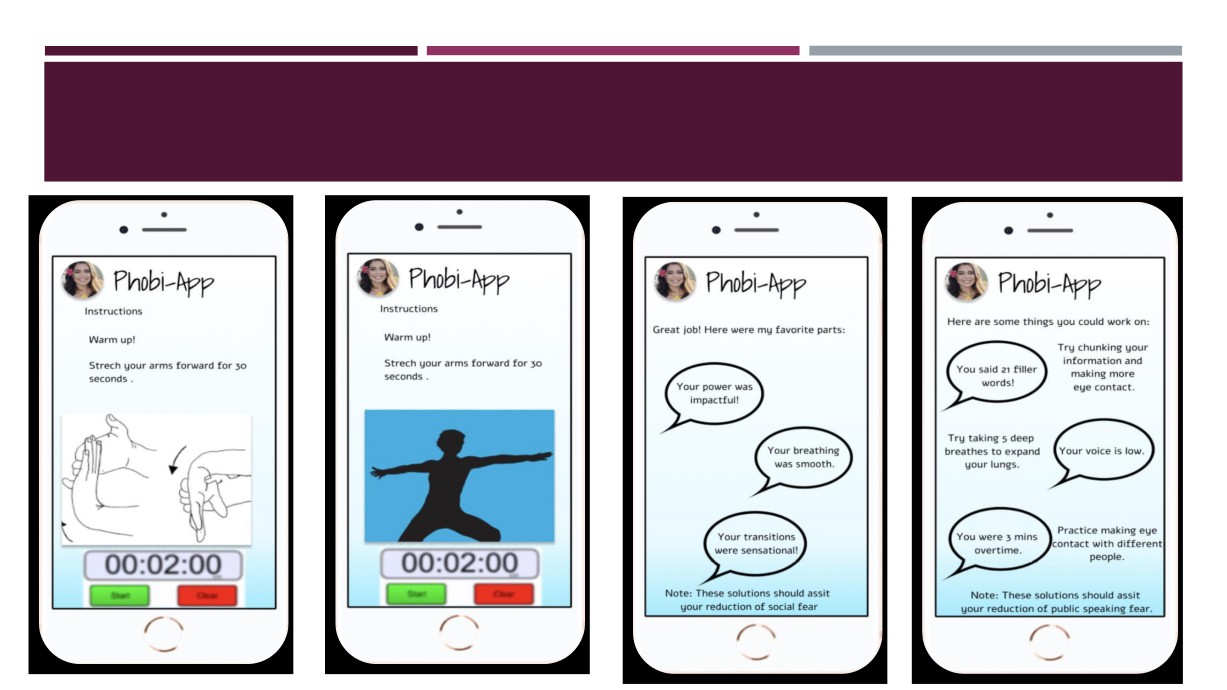 Phobi-App
Instructions
Warm up!
Strech your arms forward for 30
seconds .
00:02:00
Start
Clear
Phobi-App
Instructions
Warm up!
Strech your arms forward for 30
seconds .
00:02:00
Start
Clear
Phobi-App
Great job! Here were my favorite parts:
Your power was
impactful!
Your breathing
was smooth.
Your transitions
were sensational!
Note: These solutions should assit
your reduction of social fear
Phobi-App
Here are some things you could work on:
You said 21 filler
words!
Try chunking your
information and
making more
eye contact.
Try taking 5 deep
breathes to expand
your lungs.
Your voice is low.
You were 3 mins
overtime.
Practice making eye
contact with different
people.
Note: These solutions should assit
your reduction of public speaking fear.